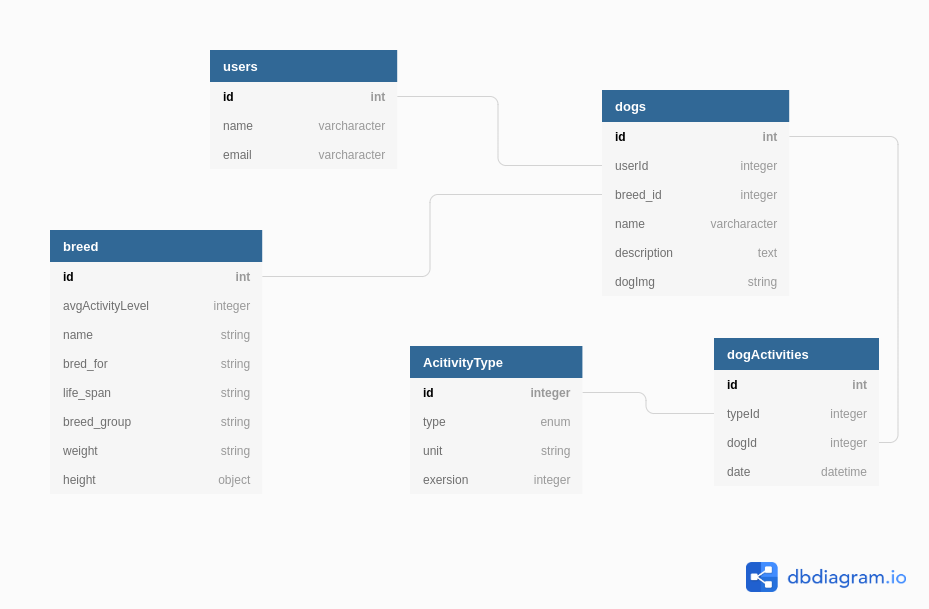 users
id int
name varcharacter
email varcharacter
dogs
id int
userId integer
breed_id integer
name varcharacter
description text
dogImg string
breed
id int
avgActivityLevel integer
name string
bred_for string
life_span string
breed_group string
weight string
height object
AcitivityType
id integer
type enum
unit string
exersion integer
dogActivities
id int
typeId integer
dogId integer
date datetime
dbdiagram.io